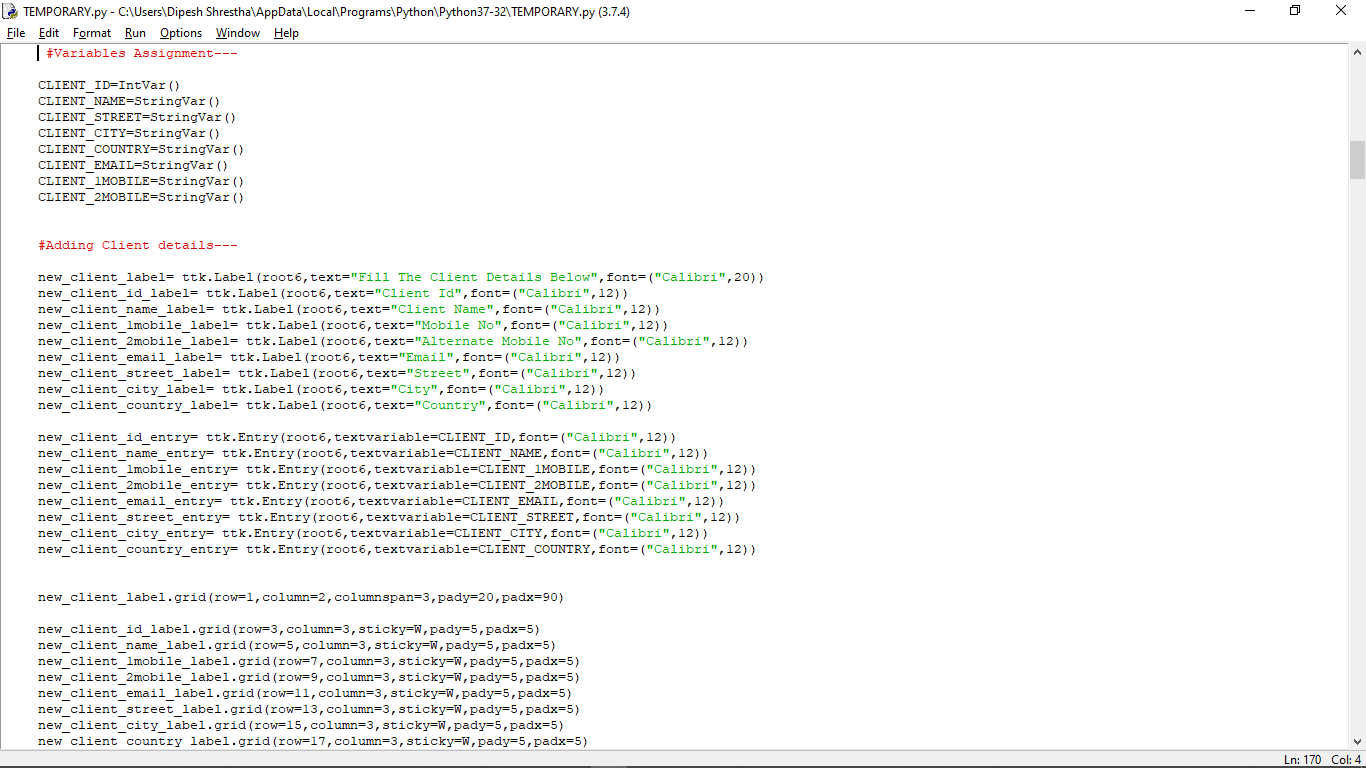 TEMPORARY.py - C:\Users\Dipesh Shrestha\AppData\Local\Programs\Python\Python37-32\TEMPORARY.py (3.7.4)
File Edit Format Run Options Window Help
#Variables Assignment---
CLIENT_ID=IntVar()
CLIENT_NAME=StringVar()
CLIENT_STREET=StringVar()
CLIENT_CITY=StringVar()
CLIENT_COUNTRY=StringVar()
CLIENT_EMAIL=StringVar()
CLIENT_1MOBILE=StringVar()
CLIENT_2MOBILE=StringVar()
#Adding Client details---
new_client_label= ttk.Label(root6,text="Fill The Client Details Below",font=("Calibri",20))
new_client_id_label= ttk.Label(root6,text="Client Id",font=("Calibri",12))
new_client_name_label= ttk.Label(root6,text="Client Name",font=("Calibri",12))
new_client_1mobile_label= ttk.Label(root6,text="Mobile No",font=("Calibri",12))
new_client_2mobile_label= ttk.Label(root6,text="Alternate Mobile No",font=("Calibri",12))
new_client_email_label= ttk.Label(root6,text="Email",font=("Calibri",12))
new_client_street_label= ttk.Label(root6,text="Street",font=("Calibri",12))
new_client_city_label= ttk.Label(root6,text="City",font=("Calibri",12))
new_client_country_label= ttk.Label(root6,text="Country",font=("Calibri",12))
new_client_id_entry= ttk.Entry(root6,textvariable=CLIENT_ID,font=("Calibri",12))
new_client_name_entry= ttk.Entry(root6,textvariable=CLIENT_NAME,font=("Calibri",12))
new_client_1mobile_entry= ttk.Entry(root6,textvariable=CLIENT_1MOBILE,font=("Calibri",12))
new_client_2mobile_entry= ttk.Entry(root6,textvariable=CLIENT_2MOBILE,font=("Calibri",12))
new_client_email_entry= ttk.Entry(root6,textvariable=CLIENT_EMAIL,font=("Calibri",12))
new_client_street_entry= ttk.Entry(root6,textvariable=CLIENT_STREET,font=("Calibri",12))
new_client_city_entry= ttk.Entry(root6,textvariable=CLIENT_CITY,font=("Calibri",12))
new_client_country_entry= ttk.Entry(root6,textvariable=CLIENT_COUNTRY,font=("Calibri",12))
new_client_label.grid(row=1,column=2,columnspan=3,pady=20,padx=90)
new_client_id_label.grid(row=3,column=3,sticky=W,pady=5,padx=5)
new_client_name_label.grid(row=5,column=3,sticky=W,pady=5,padx=5)
new_client_1mobile_label.grid(row=7,column=3,sticky=W,pady=5,padx=5)
new_client_2mobile_label.grid(row=9,column=3,sticky=W,pady=5,padx=5)
new_client_email_label.grid(row=11,column=3,sticky=W,pady=5,padx=5)
new_client_street_label.grid(row=13,column=3,sticky=W,pady=5,padx=5)
new_client_city_label.grid(row=15,column=3,sticky=W,pady=5,padx=5)
new_client_country_label.grid(row=17,column=3,sticky=W,pady=5,padx=5)
Ln: 170 Col: 4